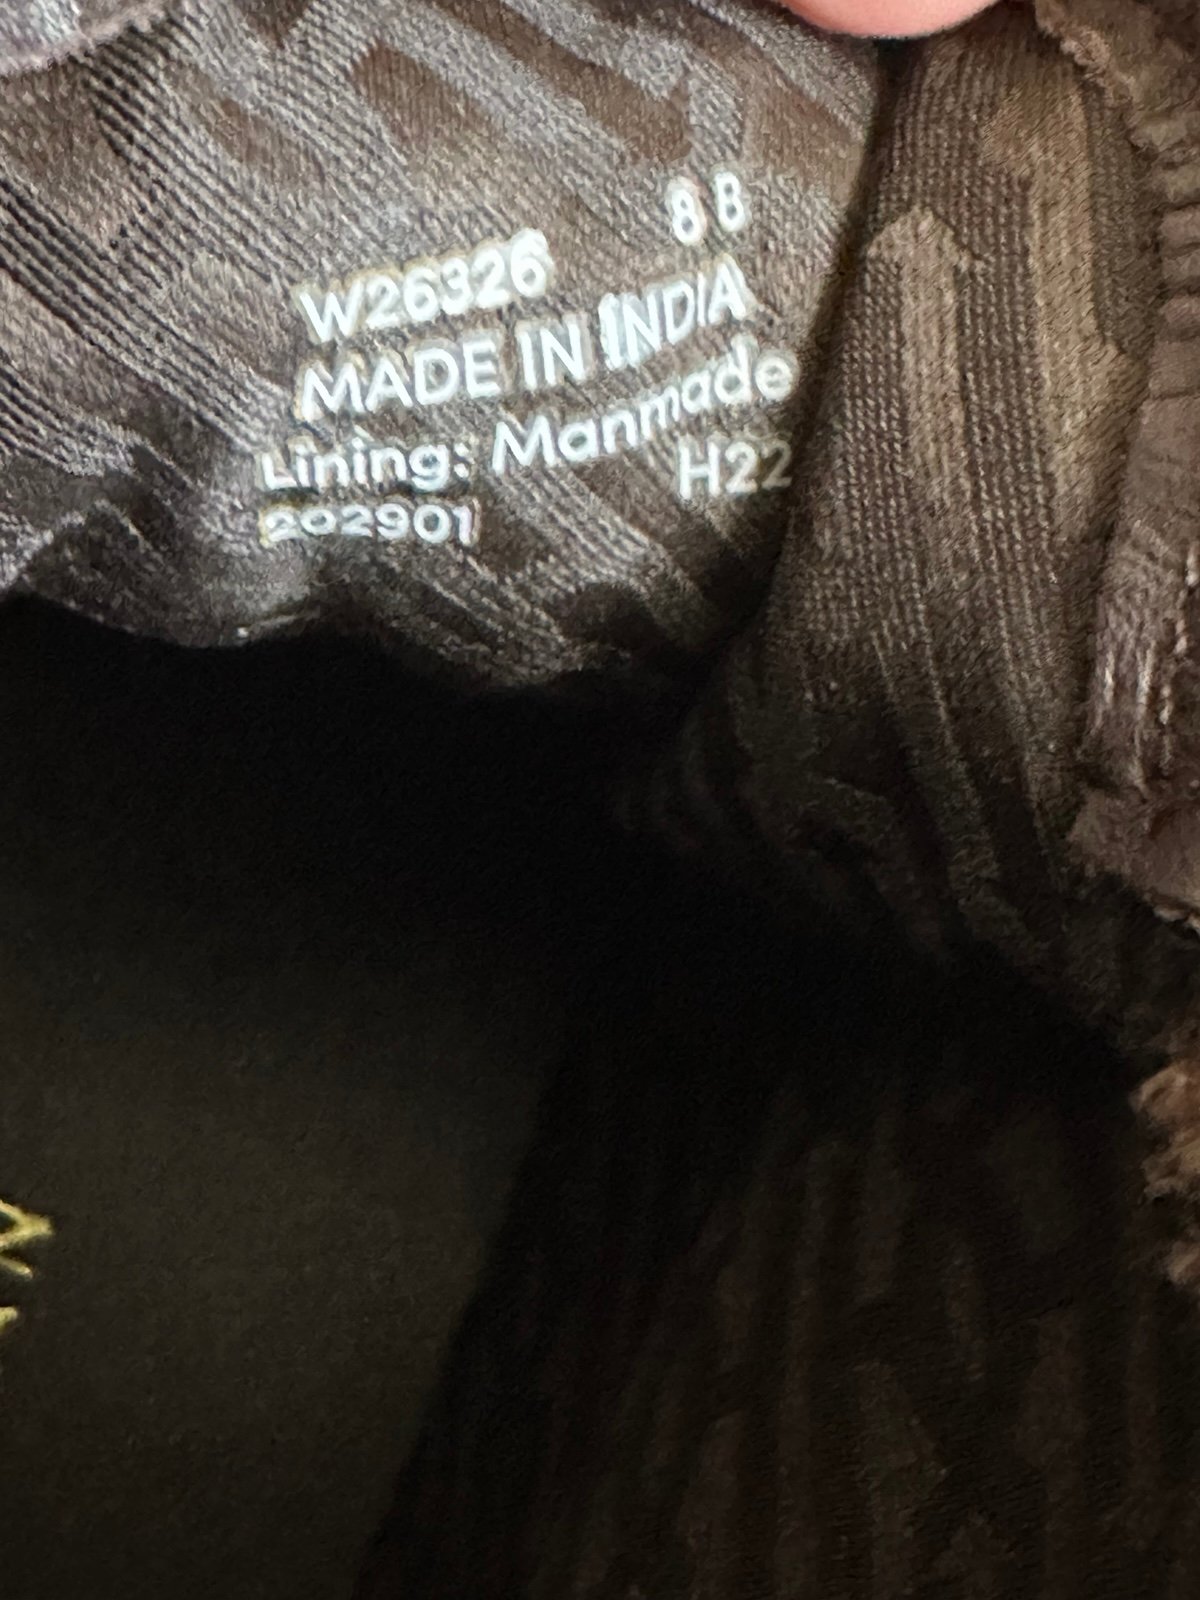 8 B
W26326
MADE IN INDIA
Lining: Manmade
H22
202901